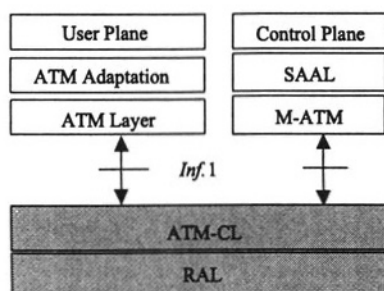 User Plane
Control Plane
ATM Adaptation
SAAL
ATM Layer
M-ATM
Inf.1
ATM-CL
RAL